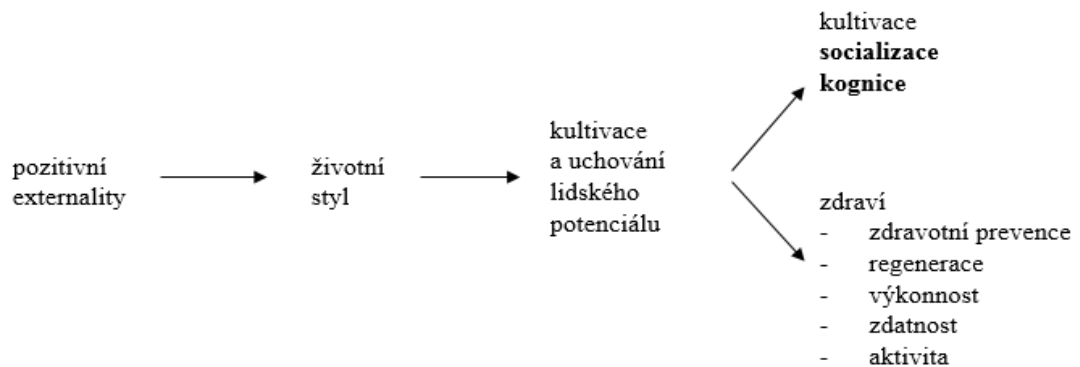 pozitivní
externality
životní
styl
kultivace
a uchování
lidského
potenciálu
kultivace
socializace
kognice
zdraví
- zdravotní prevence
- regenerace
- výkonnost
- zdatnost
- aktivita